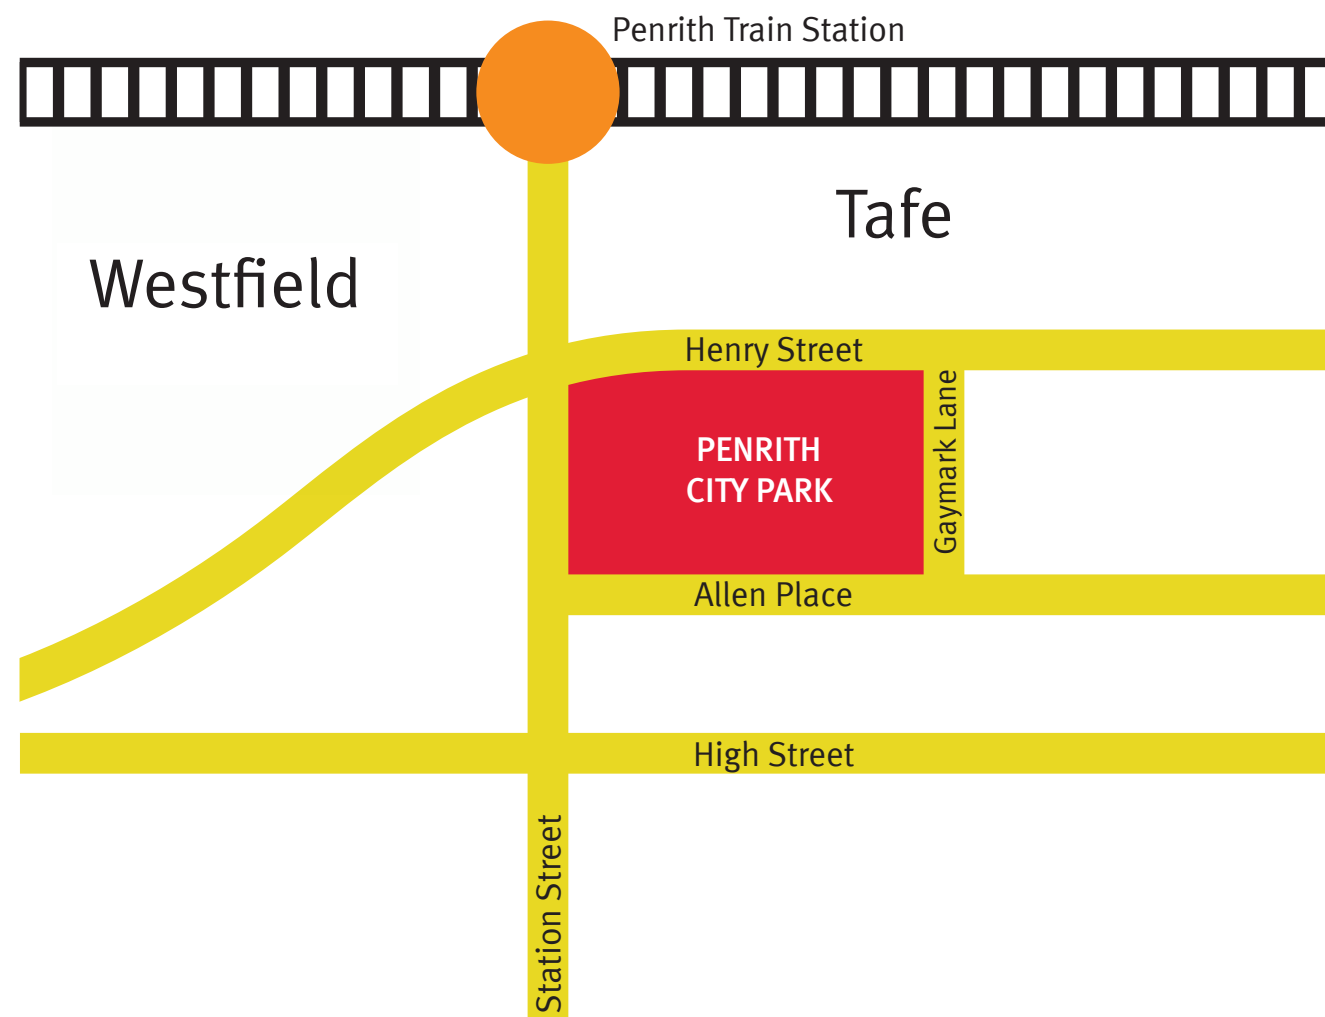 Penrith Train Station
Tafe
Westfield
Henry Street
PENRITH
CITY PARK
Gaymark Lane
Allen Place
High Street
Station Street